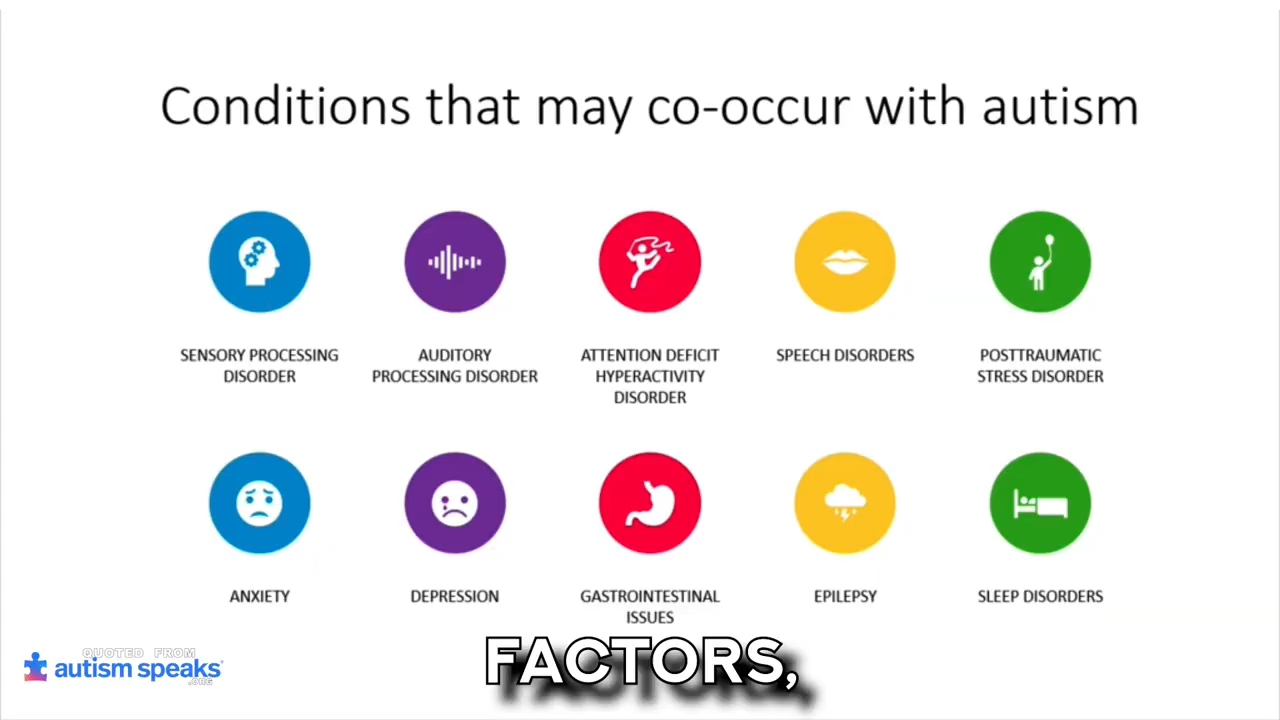 Conditions that may co-occur with autism
SENSORY PROCESSING
DISORDER
AUDITORY
PROCESSING DISORDER
ATTENTION DEFICIT
HYPERACTIVITY
DISORDER
SPEECH DISORDERS
POSTTRAUMATIC
STRESS DISORDER
ANXIETY
DEPRESSION
GASTROINTESTINAL
ISSUES
EPILEPSY
SLEEP DISORDERS
QUOTED FROM
autism speaks
.ORG
FACTORS,